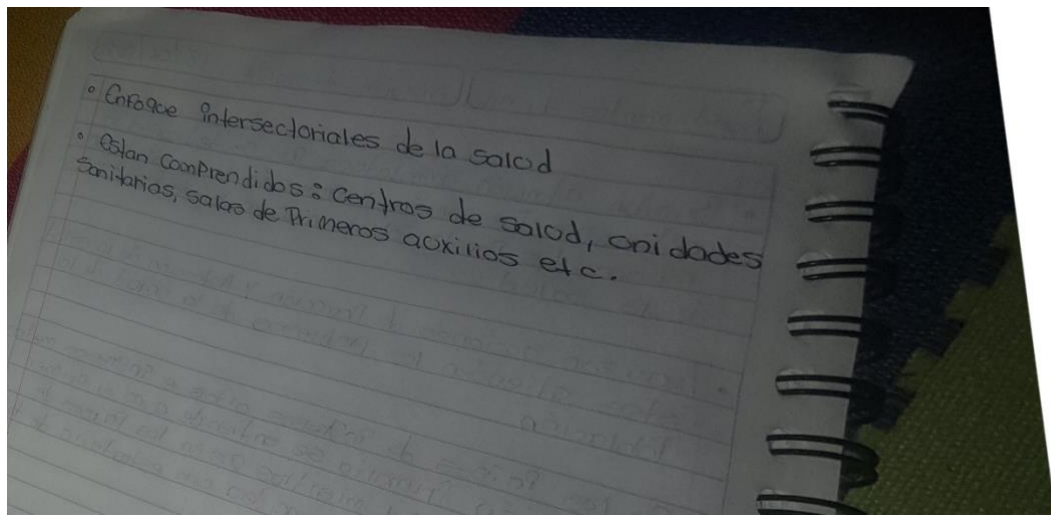 • Enfoque intersectoriales de la salud
• estan comprendidos: centros de salud, unidades
sanitarias, salas de primeros auxilios etc.